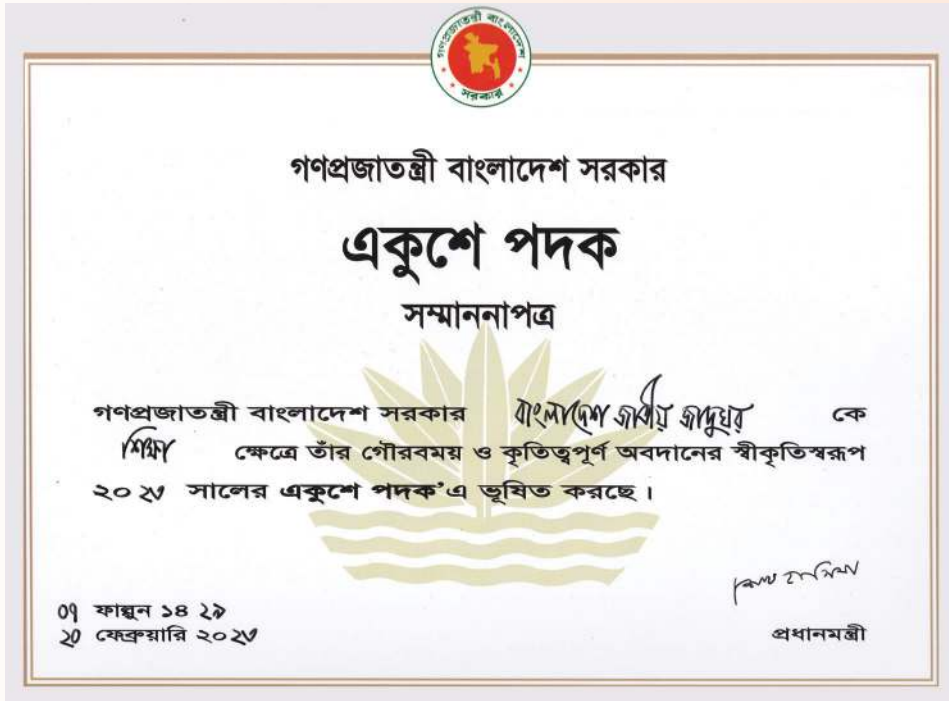 গণপ্রজাতন্ত্রী বাংলাদেশ
সরকার
গণপ্রজাতন্ত্রী বাংলাদেশ সরকার
একুশে পদক
সম্মাননাপত্র
গণপ্রজাতন্ত্রী বাংলাদেশ সরকার বাংলাদেশ জাতীয় জাদুঘর কে
শিক্ষা ক্ষেত্রে তাঁর গৌরবময় ও কৃতিত্বপূর্ণ অবদানের স্বীকৃতিস্বরূপ
২০২৩ সালের একুশে পদক'এ ভূষিত করছে।
শেখ হাসিনা
০৭ ফাল্গুন ১৪২৯
২০ ফেব্রুয়ারি ২০২৩
প্রধানমন্ত্রী